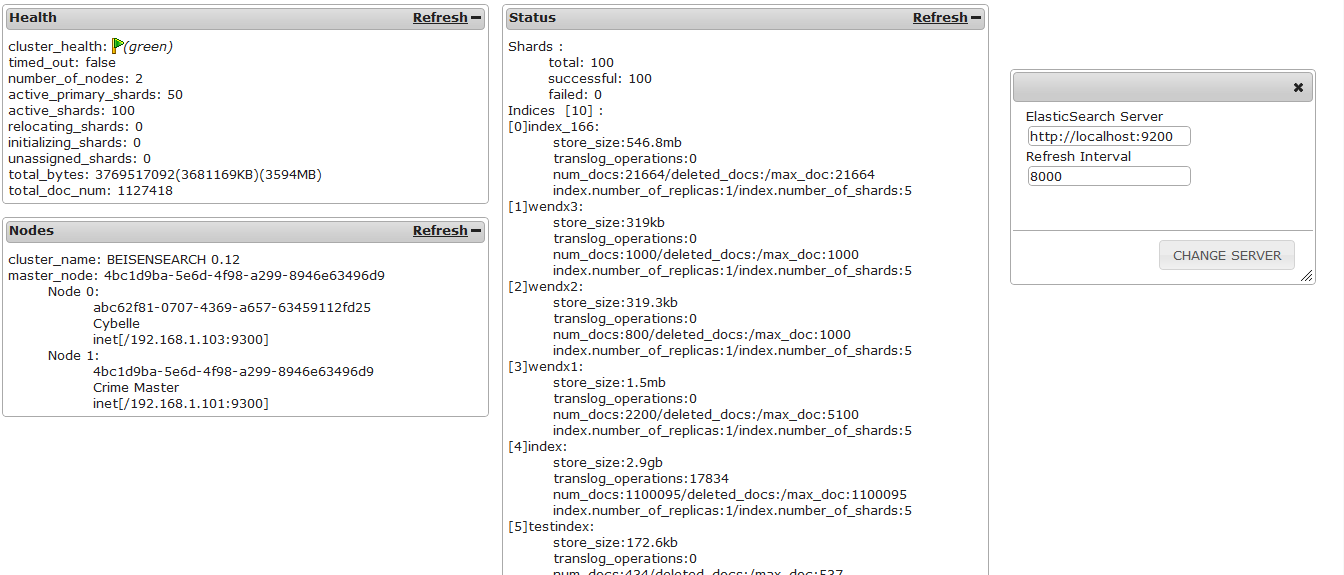 Health Refresh
cluster_health: (green)
timed_out: false
number_of_nodes: 2
active_primary_shards: 50
active_shards: 100
relocating_shards: 0
initializing_shards: 0
unassigned_shards: 0
total_bytes: 3769517092(3681169KB)(3594MB)
total_doc_num: 1127418
Nodes Refresh
cluster_name: BEISENSEARCH 0.12
master_node: 4bc1d9ba-5e6d-4f98-a299-8946e63496d9
Node 0:
abc62f81-0707-4369-a657-63459112fd25
Cybelle
inet[/192.168.1.103:9300]
Node 1:
4bc1d9ba-5e6d-4f98-a299-8946e63496d9
Crime Master
inet[/192.168.1.101:9300]
Status Refresh
Shards :
total: 100
successful: 100
failed: 0
Indices [10] :
[0]index_166:
store_size:546.8mb
translog_operations:0
num_docs:21664/deleted_docs:/max_doc:21664
index.number_of_replicas:1/index.number_of_shards:5
[1]wendx3:
store_size:319kb
translog_operations:0
num_docs:1000/deleted_docs:/max_doc:1000
index.number_of_replicas:1/index.number_of_shards:5
[2]wendx2:
store_size:319.3kb
translog_operations:0
num_docs:800/deleted_docs:/max_doc:1000
index.number_of_replicas:1/index.number_of_shards:5
[3]wendx1:
store_size:1.5mb
translog_operations:0
num_docs:2200/deleted_docs:/max_doc:5100
index.number_of_replicas:1/index.number_of_shards:5
[4]index:
store_size:2.9gb
translog_operations:17834
num_docs:1100095/deleted_docs:/max_doc:1100095
index.number_of_replicas:1/index.number_of_shards:5
[5]testindex:
store_size:172.6kb
translog_operations:0
num_docs:434/deleted_docs:/max_doc:537
ElasticSearch Server
http://localhost:9200
Refresh Interval
8000
CHANGE SERVER